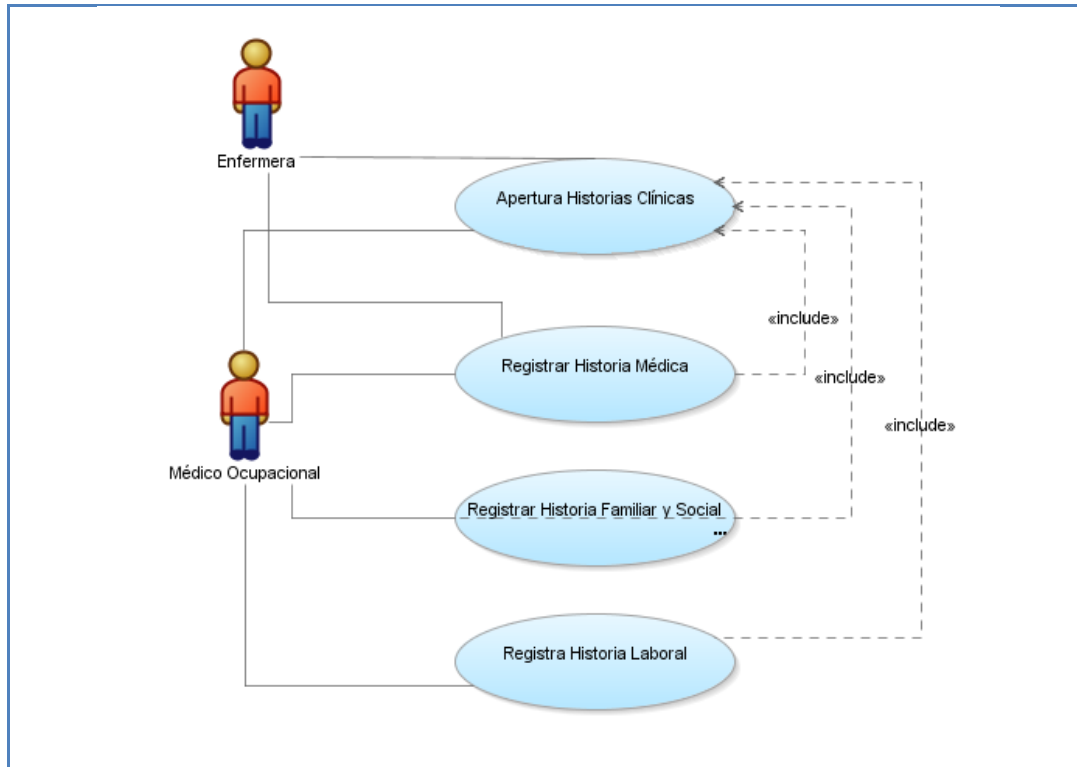 Enfermera
Apertura Historias Clínicas
«include»
Registrar Historia Médica
«include»
«include»
Médico Ocupacional
Registrar Historia Familiar y Social
...
Registra Historia Laboral